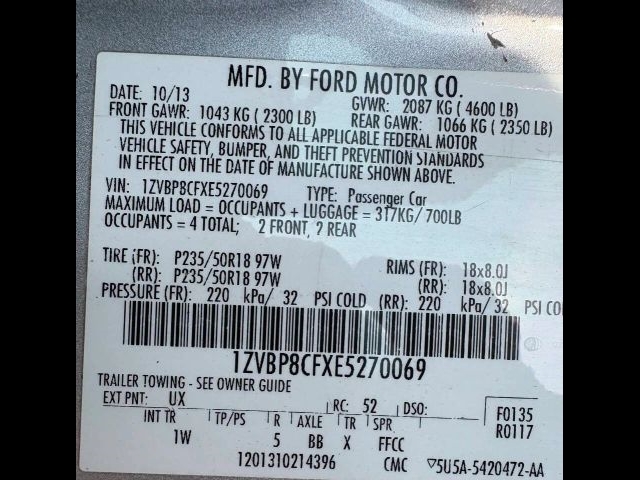 MFD. BY FORD MOTOR CO.
DATE: 10/13 GVWR: 2087 KG ( 4600 LB)
FRONT GAWR: 1043 KG ( 2300 LB) REAR GAWR: 1066 KG ( 2350 LB)
THIS VEHICLE CONFORMS TO ALL APPLICABLE FEDERAL MOTOR
VEHICLE SAFETY, BUMPER, AND THEFT PREVENTION STANDARDS
IN EFFECT ON THE DATE OF MANUFACTURE SHOWN ABOVE.
VIN: 1ZVBP8CFXE5270069 TYPE: Passenger Car
MAXIMUM LOAD = OCCUPANTS + LUGGAGE = 317KG/ 700LB
OCCUPANTS = 4 TOTAL; 2 FRONT, 2 REAR
TIRE (FR): P235/50R18 97W RIMS (FR): 18x8.0J
(RR): P235/50R18 97W (RR): 18x8.0J
PRESSURE (FR): 220 kPa/ 32 PSI COLD (RR): 220 kPa/ 32 PSI CO
1ZVBP8CFXE5270069
TRAILER TOWING - SEE OWNER GUIDE
EXT PNT: UX RC: 52 DSO: F0135
INT TR TP/PS R AXLE TR SPR R0117
1W 5 BB X FFCC
1201310214396 CMC 5U5A-5420472-AA